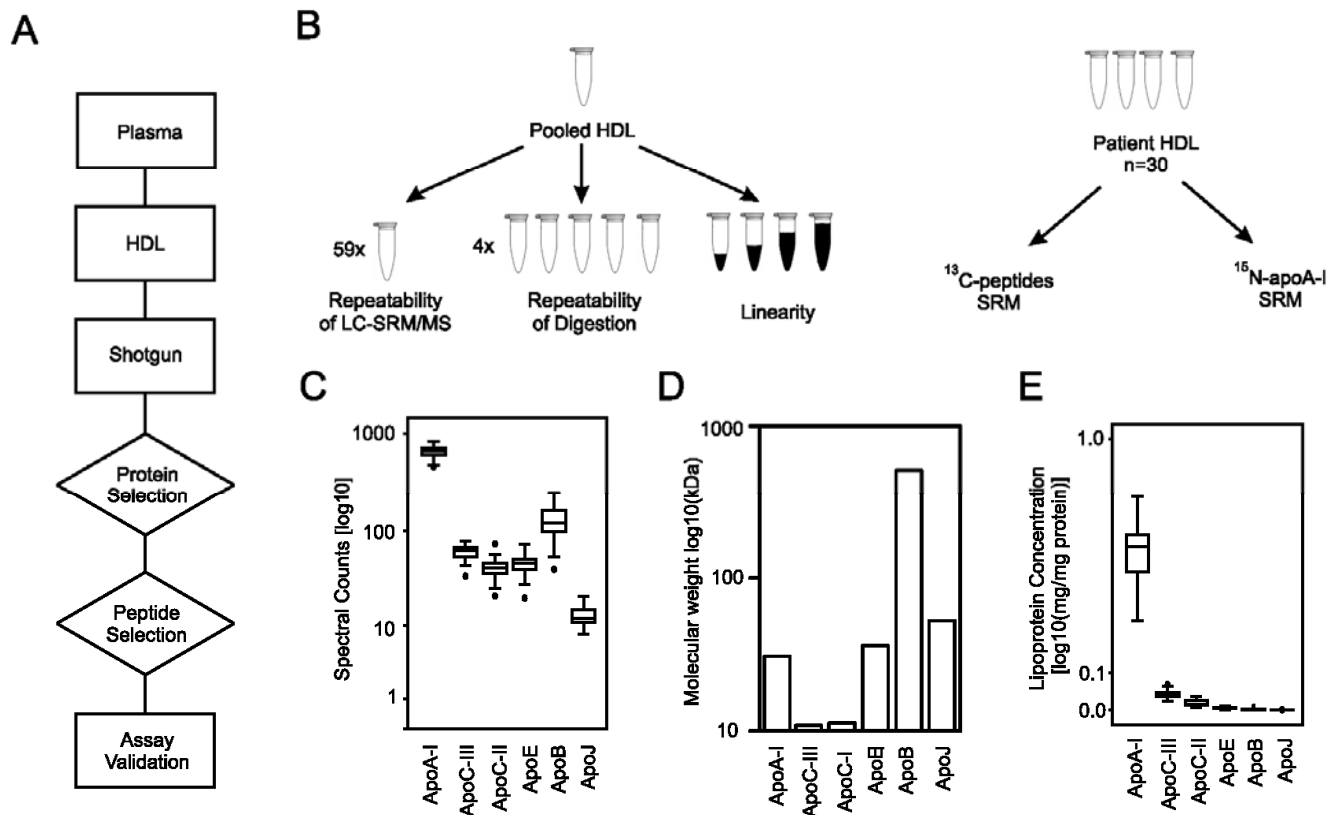 A
Plasma
HDL
Shotgun
Protein
Selection
Peptide
Selection
Assay
Validation
B
Pooled HDL
59x
Repeatability
of LC-SRM/MS
4x
Repeatability
of Digestion
Linearity
Patient HDL
n=30
¹³C-peptides
SRM
¹⁵N-apoA-I
SRM
C
Spectral Counts [log10]
1000
100
10
1
ApoA-I
ApoC-III
ApoC-II
ApoE
ApoB
ApoJ
D
Molecular weight log10(kDa)
1000
100
10
ApoA-I
ApoC-III
ApoC-I
ApoE
ApoB
ApoJ
E
Lipoprotein Concentration
[log10(mg/mg protein)]
1.0
0.1
0.0
ApoA-I
ApoC-III
ApoC-II
ApoE
ApoB
ApoJ